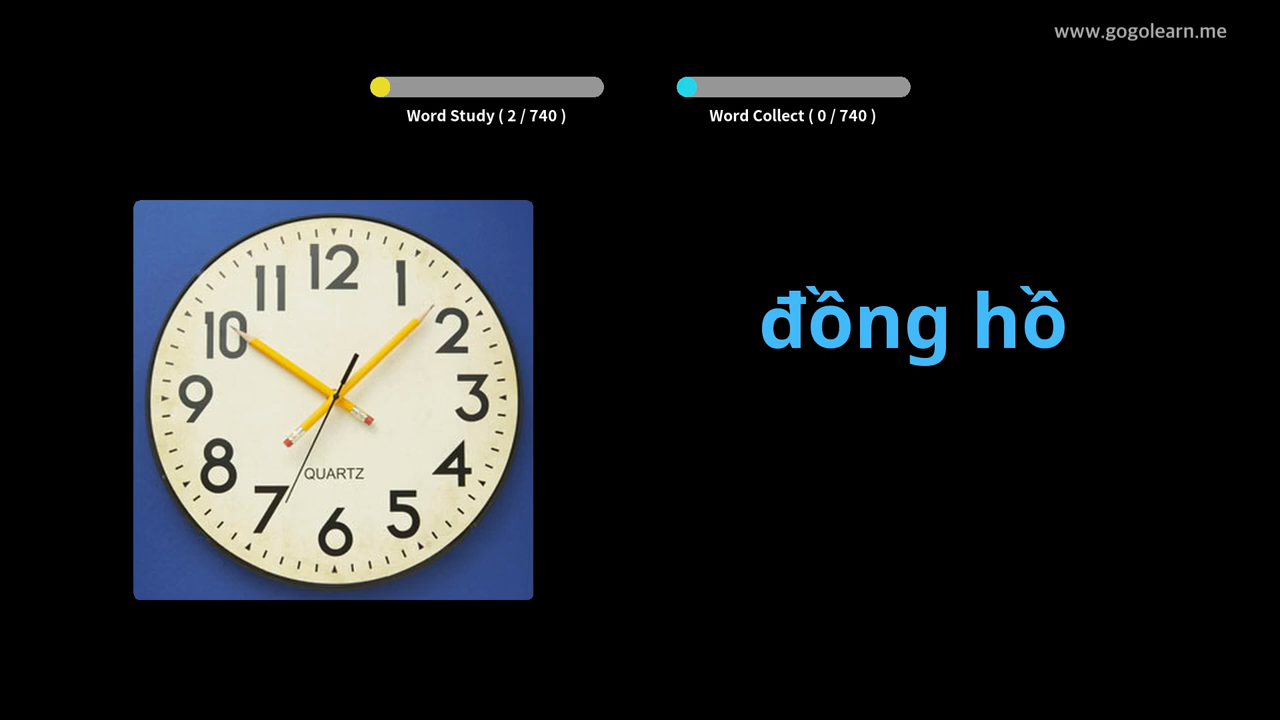 www.gogolearn.me
Word Study ( 2 / 740 )
Word Collect ( 0 / 740 )
12
11
1
10
2
9
3
8
4
7
5
6
QUARTZ
đồng hồ